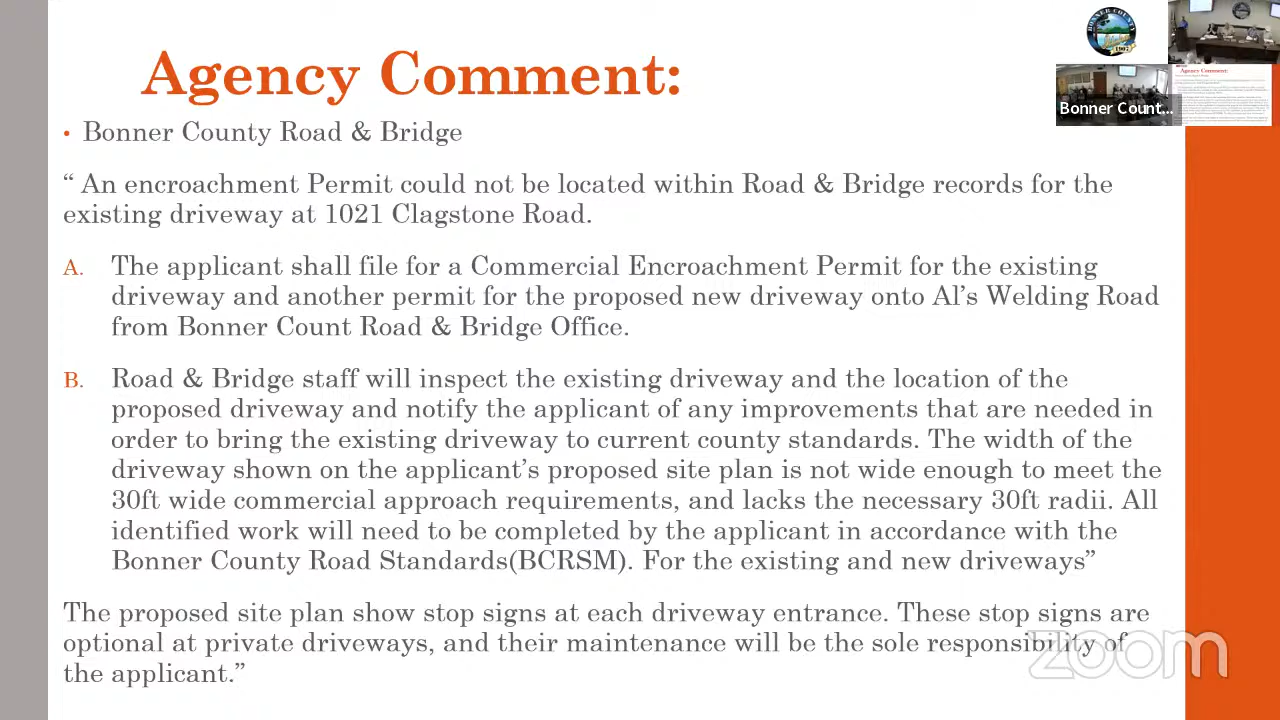 Agency Comment:
• Bonner County Road & Bridge
“ An encroachment Permit could not be located within Road & Bridge records for the
existing driveway at 1021 Clagstone Road.
A. The applicant shall file for a Commercial Encroachment Permit for the existing
driveway and another permit for the proposed new driveway onto Al’s Welding Road
from Bonner Count Road & Bridge Office.
B. Road & Bridge staff will inspect the existing driveway and the location of the
proposed driveway and notify the applicant of any improvements that are needed in
order to bring the existing driveway to current county standards. The width of the
driveway shown on the applicant’s proposed site plan is not wide enough to meet the
30ft wide commercial approach requirements, and lacks the necessary 30ft radii. All
identified work will need to be completed by the applicant in accordance with the
Bonner County Road Standards(BCRSM). For the existing and new driveways”
The proposed site plan show stop signs at each driveway entrance. These stop signs are
optional at private driveways, and their maintenance will be the sole responsibility of
the applicant.”
BONNER COUNTY
1907
Agency Comment:
Bonner Count...
zoom